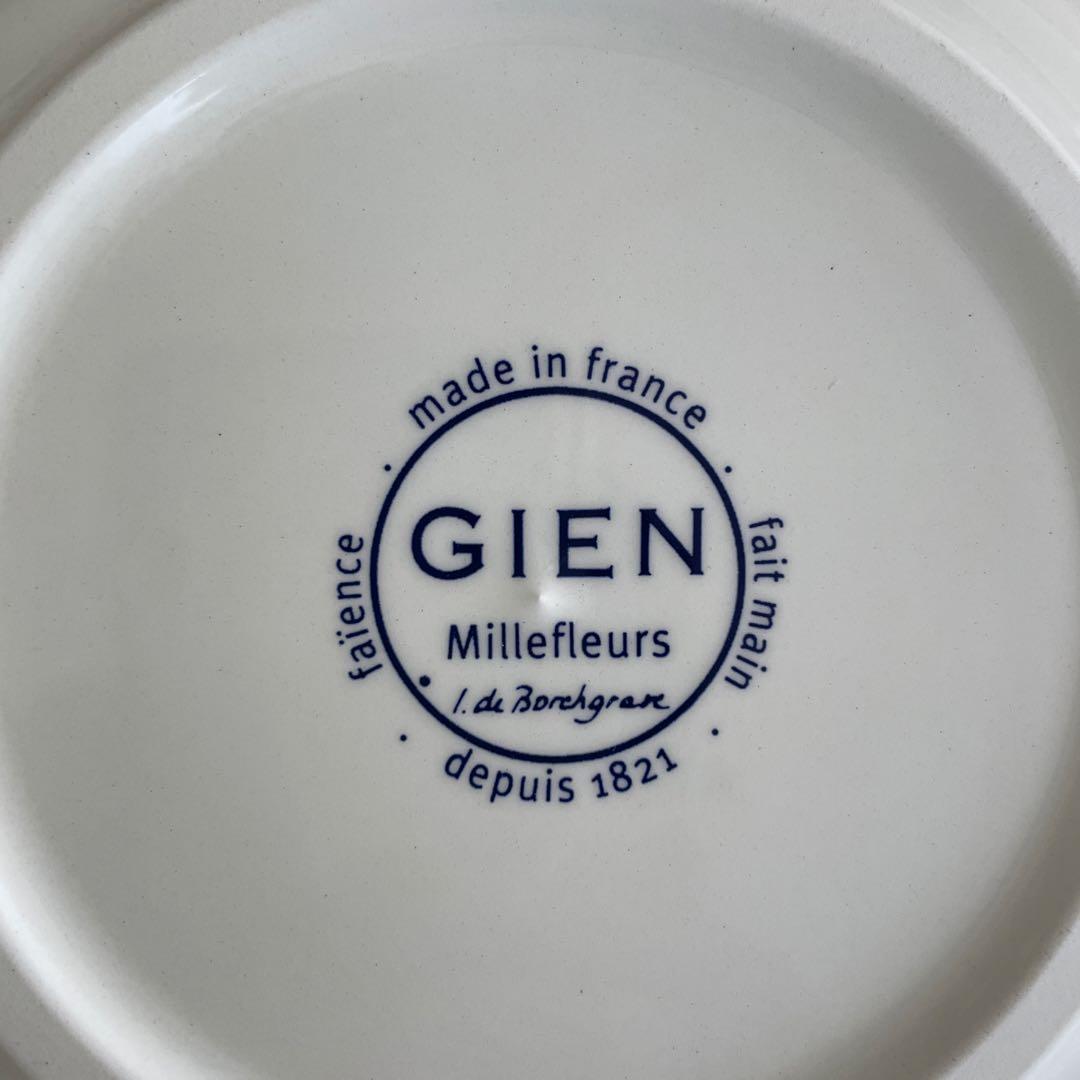 made in france
GIEN
Millefleurs
I. de Borchgrave
faïence
fait main
depuis 1821